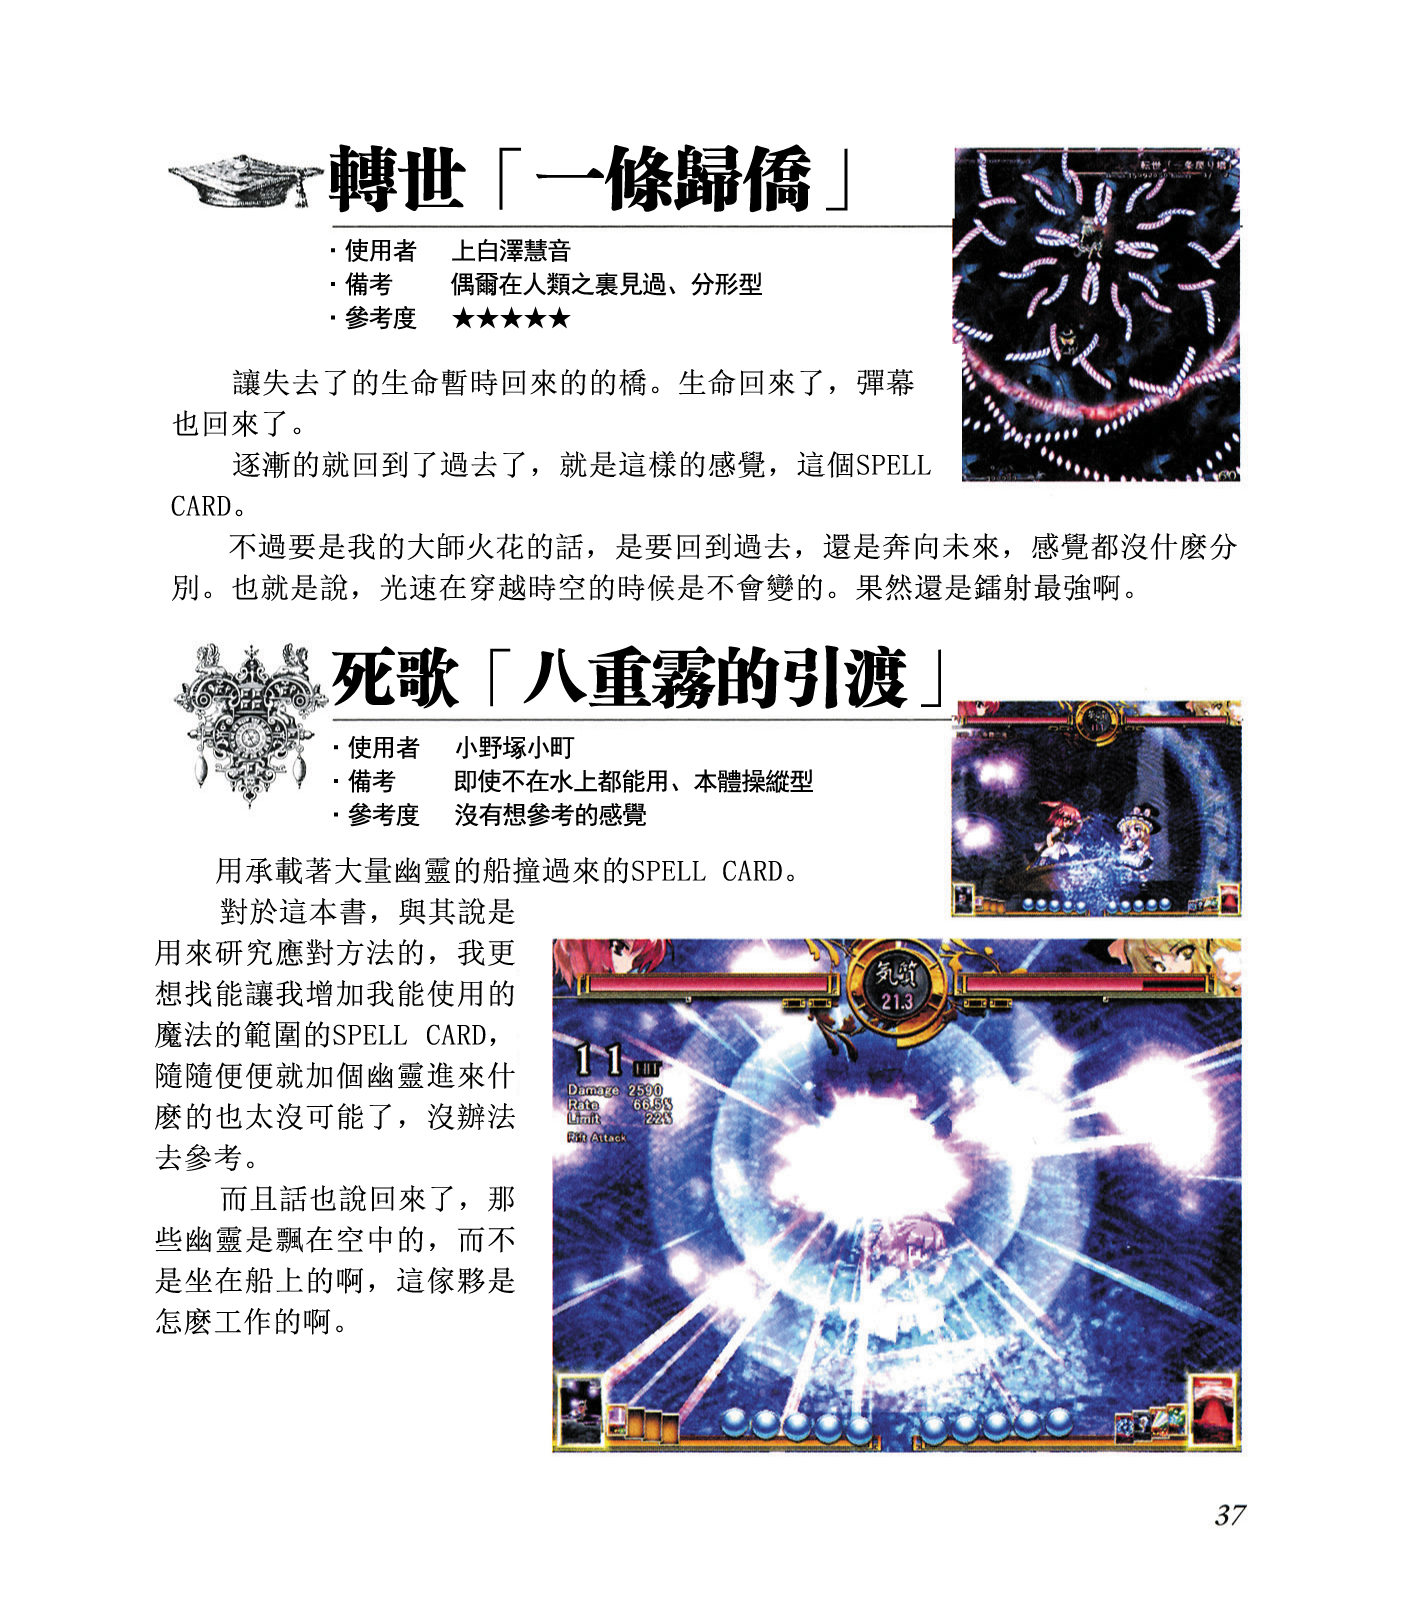 轉世「一條歸僑」
・使用者 上白澤慧音
・備考 偶爾在人類之裏見過、分形型
・參考度 ★★★★★
讓失去了的生命暫時回來的的橋。生命回來了，彈幕
也回來了。
逐漸的就回到了過去了，就是這樣的感覺，這個SPELL
CARD。
不過要是我的大師火花的話，是要回到過去，還是奔向未來，感覺都沒什麼分
別。也就是說，光速在穿越時空的時候是不會變的。果然還是鐳射最強啊。
転世「一条戻り橋」
死歌「八重霧的引渡」
・使用者 小野塚小町
・備考 即使不在水上都能用、本體操縱型
・參考度 沒有想參考的感覺
用承載著大量幽靈的船撞過來的SPELL CARD。
對於這本書，與其說是
用來研究應對方法的，我更
想找能讓我增加我能使用的
魔法的範圍的SPELL CARD，
隨隨便便就加個幽靈進來什
麼的也太沒可能了，沒辦法
去參考。
而且話也說回來了，那
些幽靈是飄在空中的，而不
是坐在船上的啊，這傢夥是
怎麼工作的啊。
気質
21.3
11 HIT
Damage 2590
Rate 66.5%
Limit 22%
Rift Attack
37